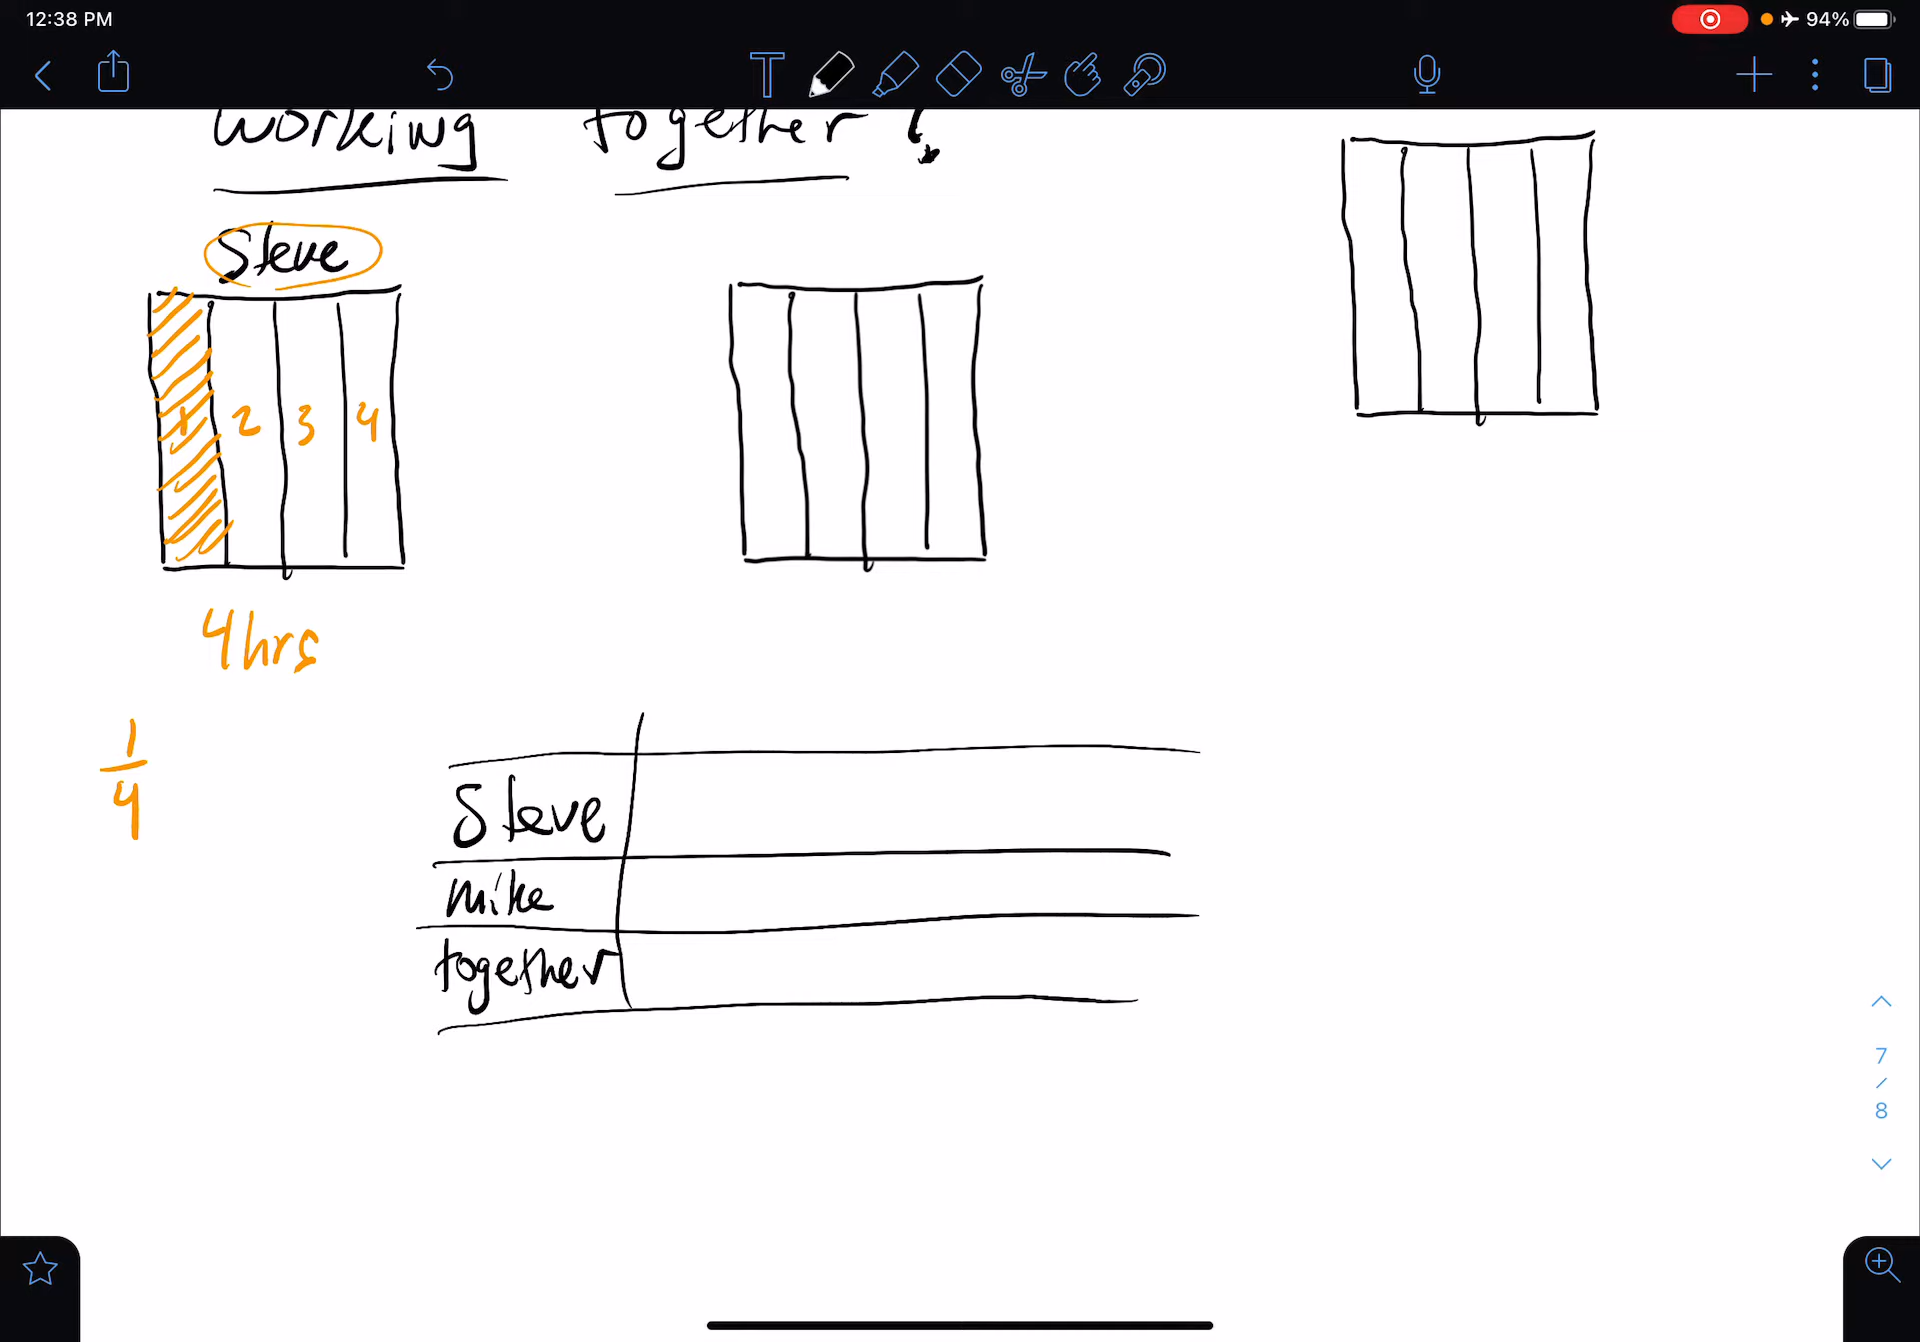 12:38 PM
94%
working together?
Steve
1 2 3 4
4hrs
1
4
Steve
mike
together
7
/
8